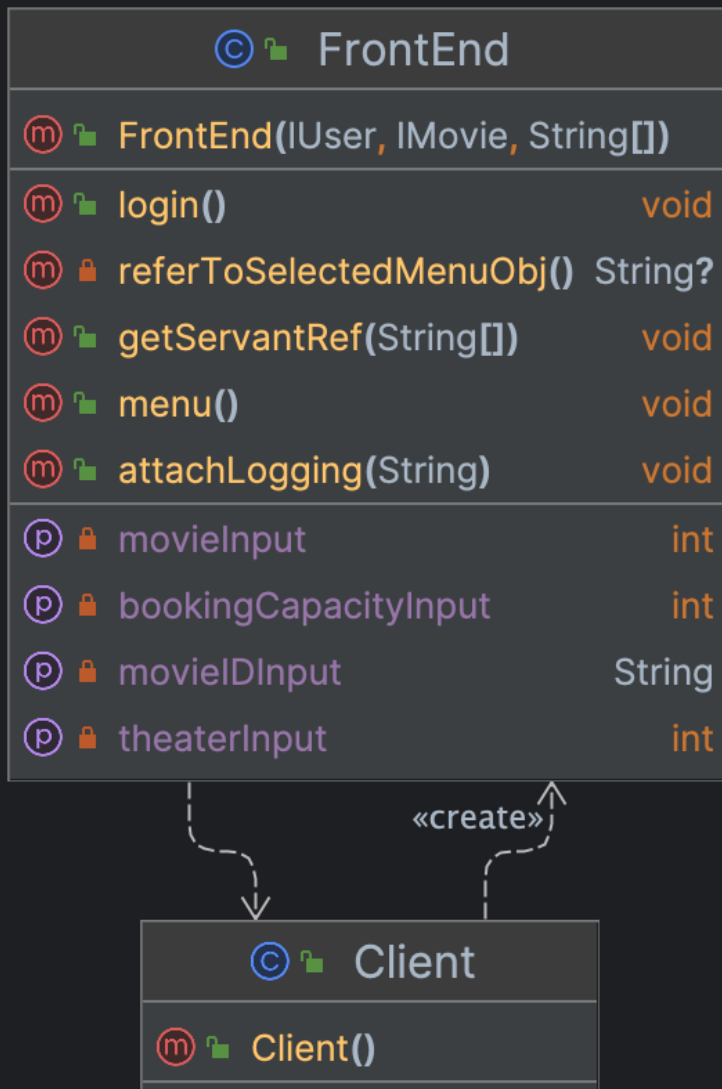 C FrontEnd
m FrontEnd(IUser, IMovie, String[])
m login() void
m referToSelectedMenuObj() String?
m getServantRef(String[]) void
m menu() void
m attachLogging(String) void
p movieInput int
p bookingCapacityInput int
p movieIDInput String
p theaterInput int
«create»
C Client
m Client()